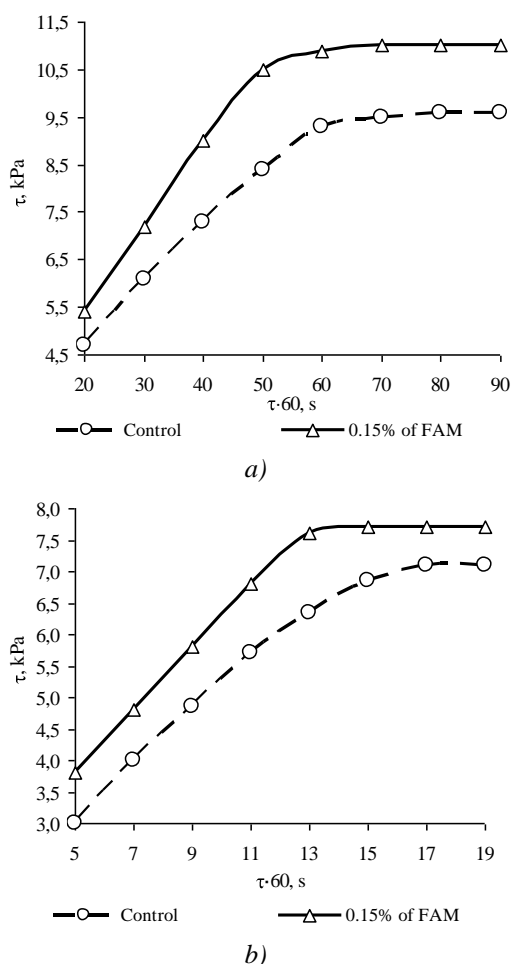 11,5
10,5
9,5
8,5
7,5
6,5
5,5
4,5
τ, kPa
20 30 40 50 60 70 80 90
τ·60, s
Control 0.15% of FAM
a)
8,0
7,5
7,0
6,5
6,0
5,5
5,0
4,5
4,0
3,5
3,0
τ, kPa
5 7 9 11 13 15 17 19
τ·60, s
Control 0.15% of FAM
b)